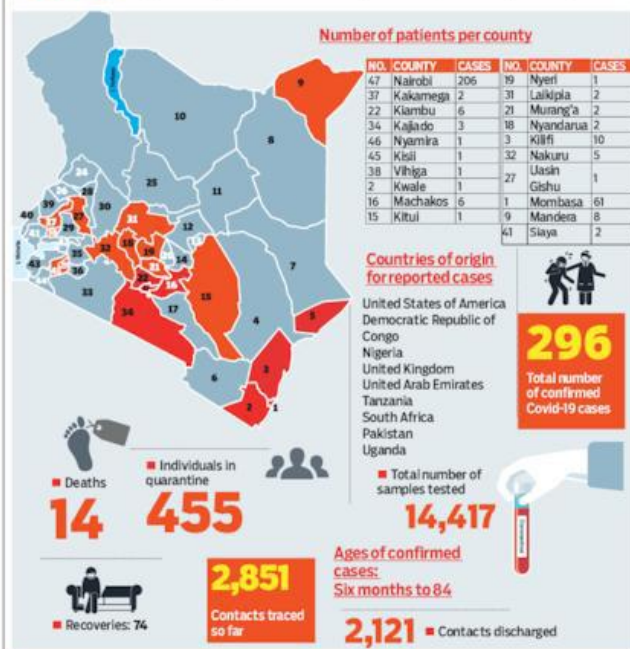 Number of patients per county
NO. COUNTY CASES
47 Nairobi 206
37 Kakamega 2
22 Kiambu 6
34 Kajiado 3
46 Nyamira 1
45 Kisii 1
38 Vihiga 1
2 Kwale 1
16 Machakos 6
15 Kitui 1
NO. COUNTY CASES
19 Nyeri 1
31 Laikipia 2
21 Murang'a 2
18 Nyandarua 2
3 Kilifi 10
32 Nakuru 5
27 Uasin
Gishu 1
1 Mombasa 61
9 Mandera 8
41 Siaya 2
9
10
8
25
11
24
26
28
39
30
40
27
29
31
12
41
32
18
19
14
35
43
36
21
22
16
7
15
33
34
17
4
5
6
3
2
1
Countries of origin
for reported cases
United States of America
Democratic Republic of
Congo
Nigeria
United Kingdom
United Arab Emirates
Tanzania
South Africa
Pakistan
Uganda
296
Total number
of confirmed
Covid-19 cases
Deaths
14
Individuals in
quarantine
455
Total number of
samples tested
14,417
Coronavirus
Recoveries: 74
2,851
Contacts traced
so far
Ages of confirmed
cases:
Six months to 84
2,121 Contacts discharged